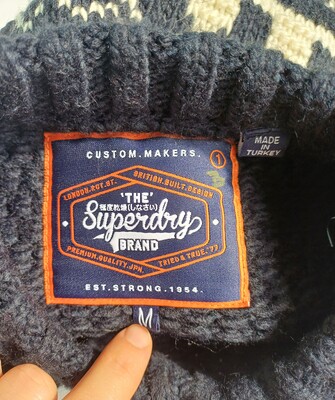 CUSTOM.MAKERS.
1
MADE
IN
TURKEY
LONDON.RGT.ST.
BRITISH.BUILT.DESIGN
THE'
極度乾燥(しなさい)
Superdry
BRAND
PREMIUM.QUALITY.JPN.
TRIED & TRUE.'77
EST.STRONG.1954.
M